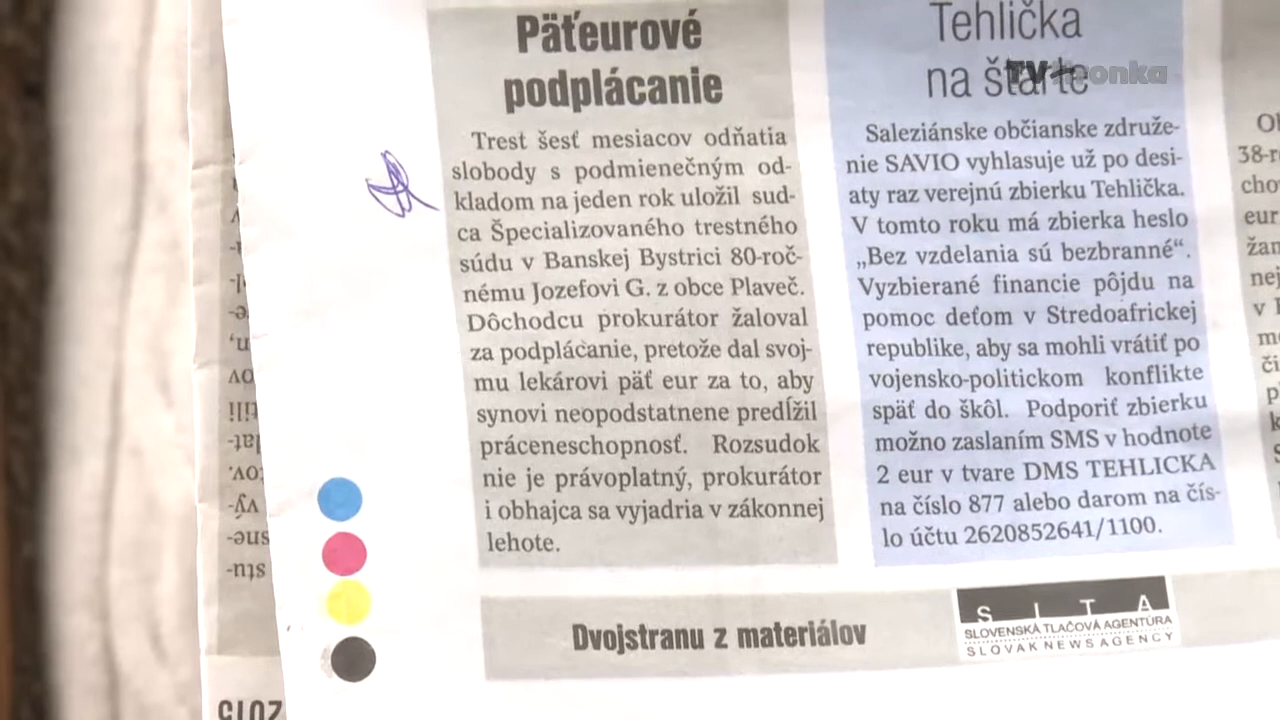 Päťeurové
podplácanie
Trest šesť mesiacov odňatia
slobody s podmienečným od-
kladom na jeden rok uložil sud-
ca Špecializovaného trestného
súdu v Banskej Bystrici 80-roč-
nému Jozefovi G. z obce Plaveč.
Dôchodcu prokurátor žaloval
za podplácanie, pretože dal svoj-
mu lekárovi päť eur za to, aby
synovi neopodstatnene predĺžil
práceneschopnosť. Rozsudok
nie je právoplatný, prokurátor
i obhajca sa vyjadria v zákonnej
lehote.
Tehlička
na štarte
Saleziánske občianske združe-
nie SAVIO vyhlasuje už po desi-
aty raz verejnú zbierku Tehlička.
V tomto roku má zbierka heslo
„Bez vzdelania sú bezbranné“.
Vyzbierané financie pôjdu na
pomoc deťom v Stredoafrickej
republike, aby sa mohli vrátiť po
vojensko-politickom konflikte
späť do škôl. Podporiť zbierku
možno zaslaním SMS v hodnote
2 eur v tvare DMS TEHLICKA
na číslo 877 alebo darom na čís-
lo účtu 2620852641/1100.
Dvojstranu z materiálov
SITA
SLOVENSKÁ TLAČOVÁ AGENTÚRA
SLOVAK NEWS AGENCY
2015